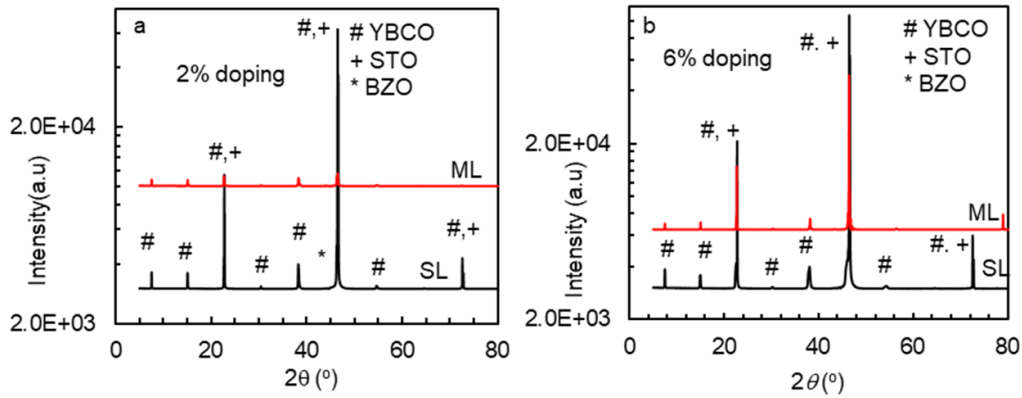 a
#,+
# YBCO
+ STO
* BZO
2% doping
2.0E+04
#,+
ML
#
#
#
#
*
#
#,+
SL
2.0E+03
0 20 40 60 80
2θ (º)
Intensity(a.u)
b
#. +
# YBCO
+ STO
* BZO
6% doping
2.0E+04
#, +
ML
#
#
#
#
#
#. +
SL
2.0E+03
0 20 40 60 80
2θ (º)
Intensity (a.u)